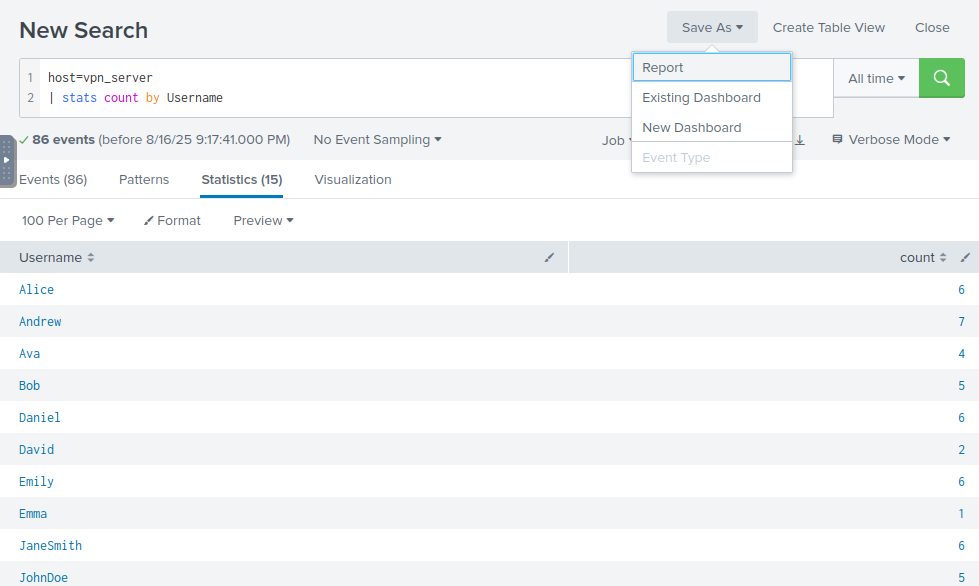 New Search
Save As
Create Table View
Close
1 host=vpn_server
2 | stats count by Username
All time
Report
Existing Dashboard
New Dashboard
Event Type
86 events (before 8/16/25 9:17:41.000 PM)
No Event Sampling
Job
Verbose Mode
Events (86)
Patterns
Statistics (15)
Visualization
100 Per Page
Format
Preview
Username count
Alice 6
Andrew 7
Ava 4
Bob 5
Daniel 6
David 2
Emily 6
Emma 1
JaneSmith 6
JohnDoe 5